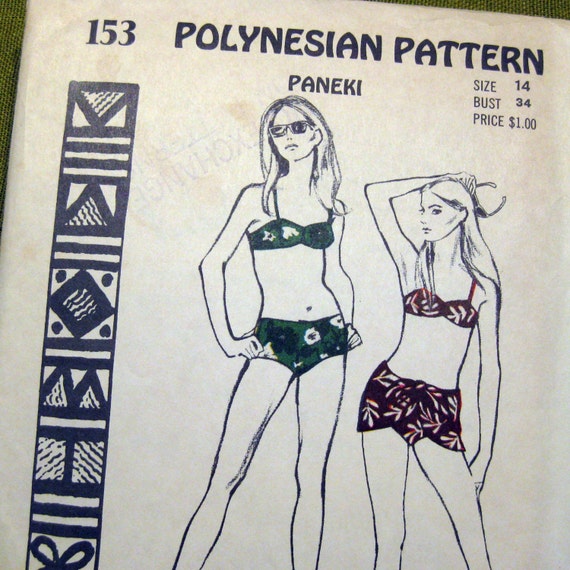 153 POLYNESIAN PATTERN
PANEKI
SIZE 14
BUST 34
PRICE $1.00